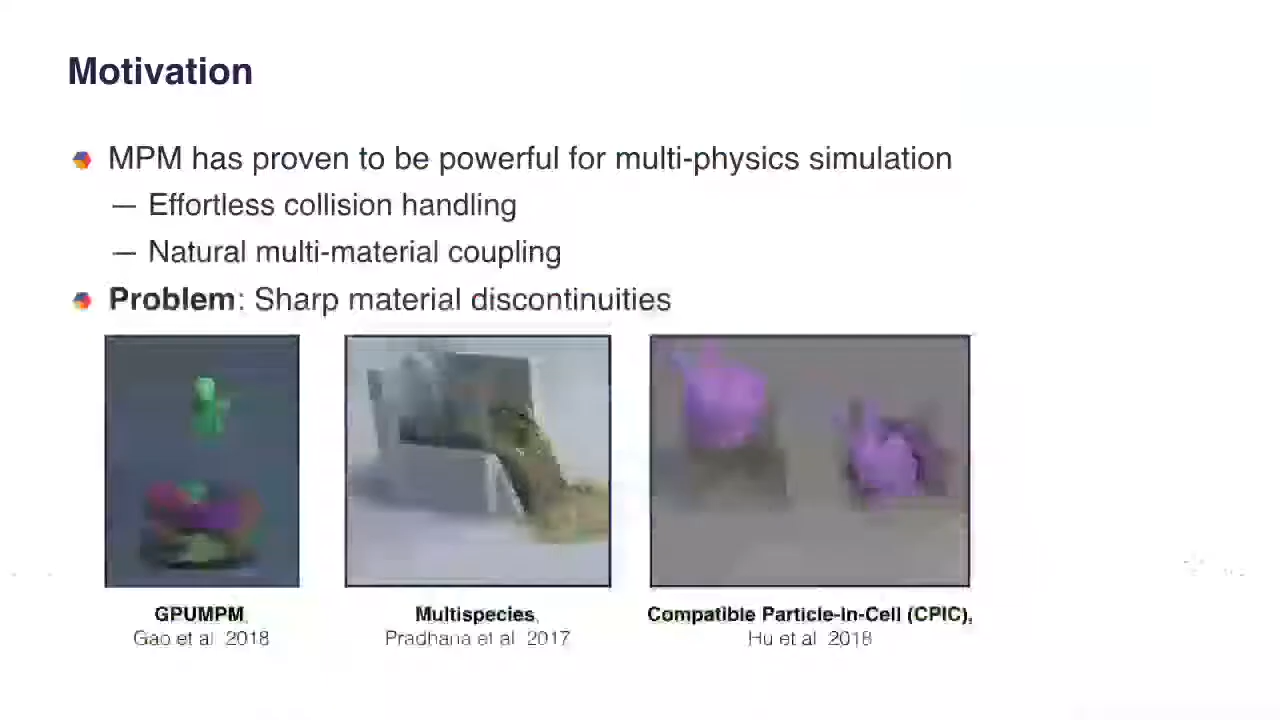 Motivation
MPM has proven to be powerful for multi-physics simulation
— Effortless collision handling
— Natural multi-material coupling
Problem: Sharp material discontinuities
GPUMPM,
Gao et al. 2018
Multispecies,
Pradhana et al. 2017
Compatible Particle-In-Cell (CPIC),
Hu et al. 2018